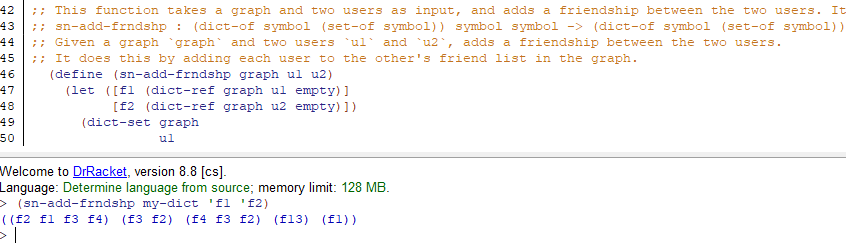 42 ;; This function takes a graph and two users as input, and adds a friendship between the two users. It
43 ;; sn-add-frndshp : (dict-of symbol (set-of symbol)) symbol symbol -> (dict-of symbol (set-of symbol))
44 ;; Given a graph `graph` and two users `u1` and `u2`, adds a friendship between the two users.
45 ;; It does this by adding each user to the other's friend list in the graph.
46 (define (sn-add-frndshp graph u1 u2)
47 (let ([f1 (dict-ref graph u1 empty)]
48 [f2 (dict-ref graph u2 empty)])
49 (dict-set graph
50 u1
Welcome to DrRacket, version 8.8 [cs].
Language: Determine language from source; memory limit: 128 MB.
> (sn-add-frndshp my-dict 'f1 'f2)
((f2 f1 f3 f4) (f3 f2) (f4 f3 f2) (f13) (f1))
>